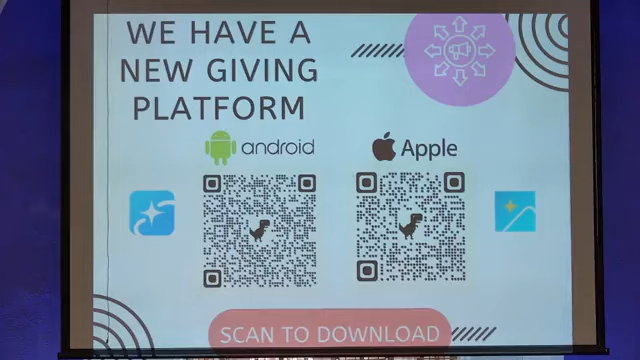 WE HAVE A
NEW GIVING
PLATFORM
android
Apple
SCAN TO DOWNLOAD